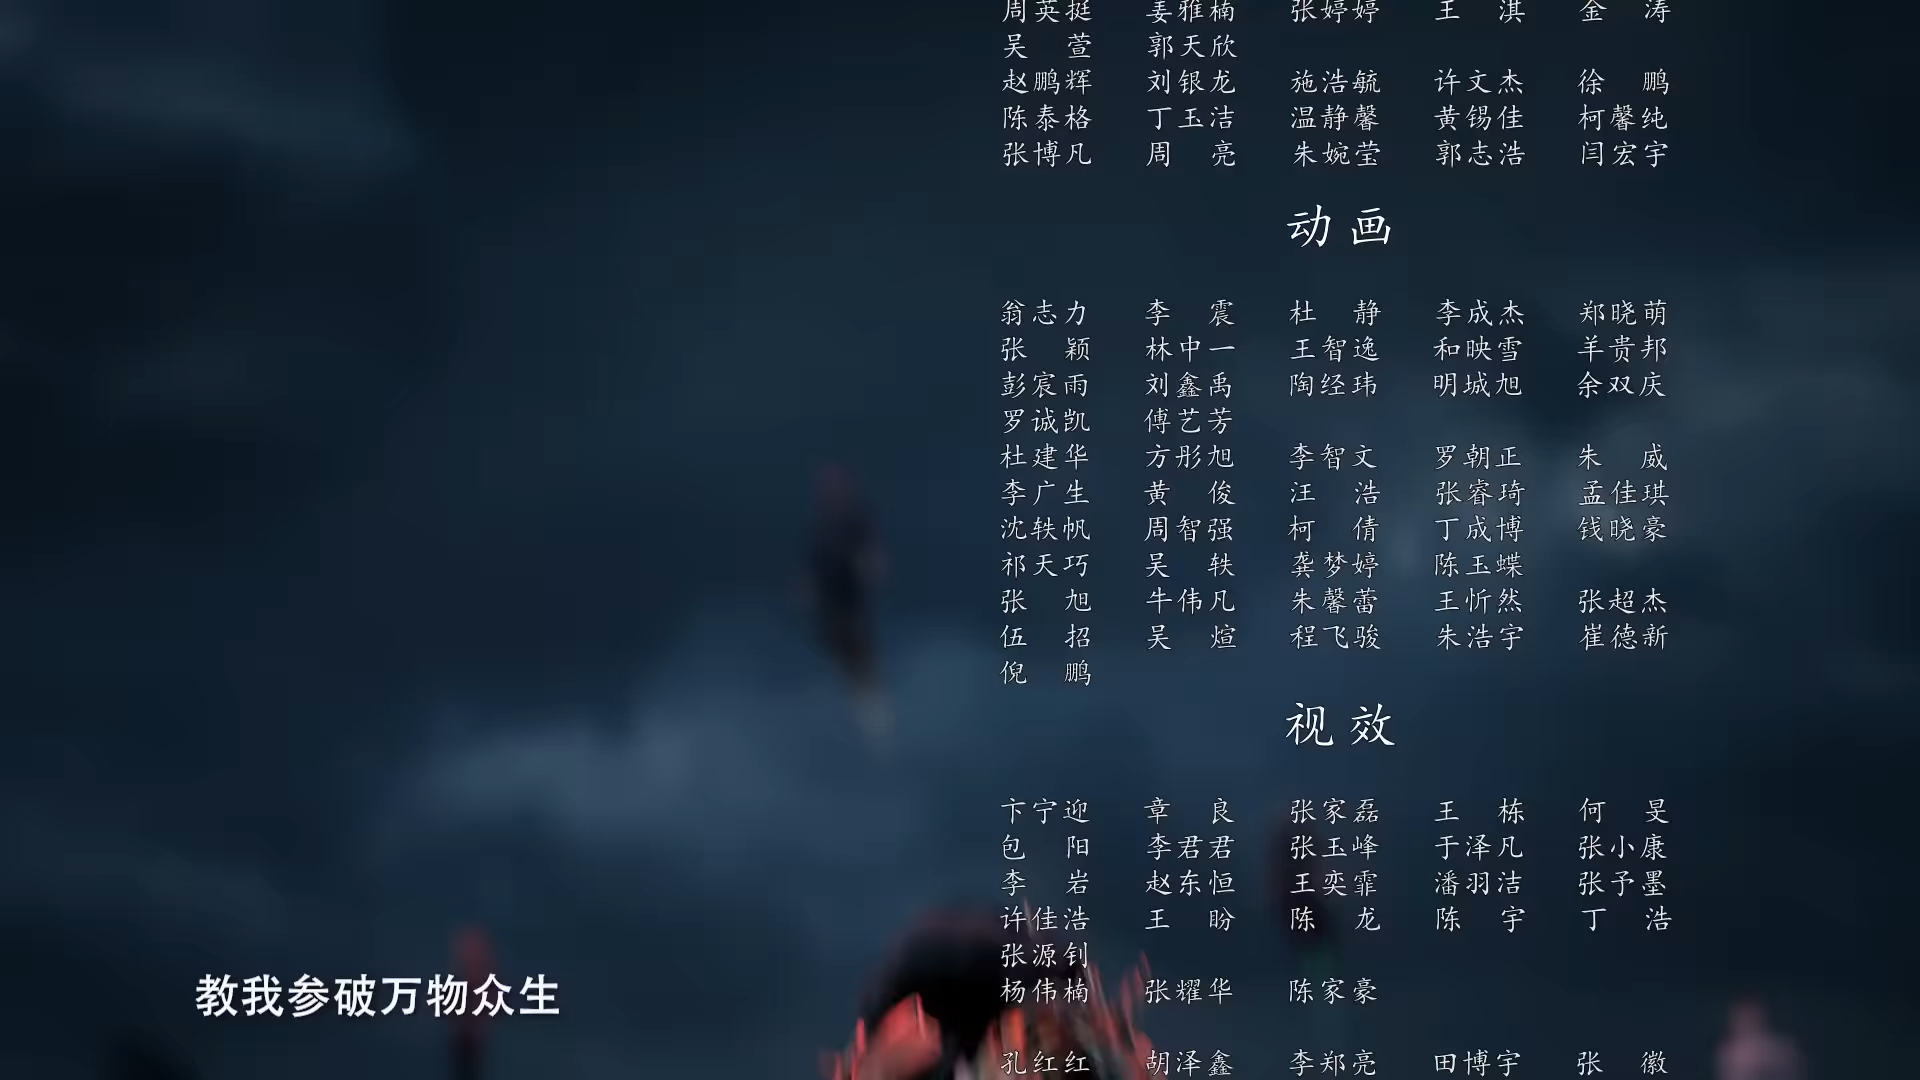 周英挺 姜雅楠 张婷婷 王淇 金涛
吴萱 郭天欣
赵鹏辉 刘银龙 施浩毓 许文杰 徐鹏
陈泰格 丁玉洁 温静馨 黄锡佳 柯馨纯
张博凡 周亮 朱婉莹 郭志浩 闫宏宇
动画
翁志力 李震 杜静 李成杰 郑晓萌
张颖 林中一 王智逸 和映雪 羊贵邦
彭宸雨 刘鑫禹 陶经玮 明城旭 余双庆
罗诚凯 傅艺芳
杜建华 方彤旭 李智文 罗朝正 朱威
李广生 黄俊 汪浩 张睿琦 孟佳琪
沈轶帆 周智强 柯倩 丁成博 钱晓豪
祁天巧 吴轶 龚梦婷 陈玉蝶
张旭 牛伟凡 朱馨蕾 王忻然 张超杰
伍招 吴煊 程飞骏 朱浩宇 崔德新
倪鹏
视效
卞宁迎 章良 张家磊 王栋 何旻
包阳 李君君 张玉峰 于泽凡 张小康
李岩 赵东恒 王奕霏 潘羽洁 张予墨
许佳浩 王盼 陈龙 陈宇 丁浩
张源钊
杨伟楠 张耀华 陈家豪
孔红红 胡泽鑫 李郑亮 田博宇 张徽
教我参破万物众生